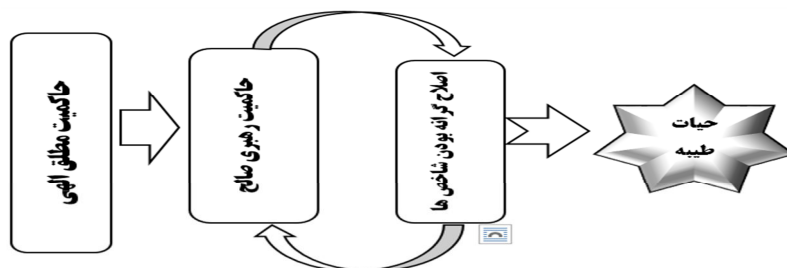 حاکمیت مطلق الهی
حاکمیت رهبری صالح
اصلاح گرانه بودن شاخص ها
حیات
طیبه